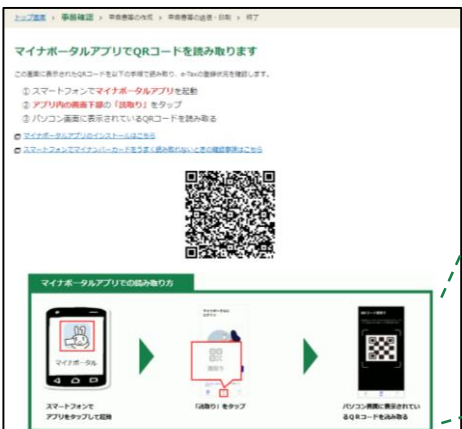 トップ画面 > 事前確認 > 申告書等の作成 > 申告書等の送信・印刷 > 終了
マイナポータルアプリでQRコードを読み取ります
この画面に表示されたQRコードを以下の手順で読み取り、e-Taxの登録状況を確認します。
① スマートフォンでマイナポータルアプリを起動
② アプリ内の画面下部の「読取り」をタップ
③ パソコン画面に表示されているQRコードを読み取る
マイナポータルアプリのインストールはこちら
スマートフォンでマイナンバーカードをうまく読み取れないときの確認事項はこちら
マイナポータルアプリでの読み取り方
マイナポータル
読取り
スマートフォンで
アプリをタップして起動
「読取り」をタップ
パソコン画面に表示されてい
るQRコードを読み取る